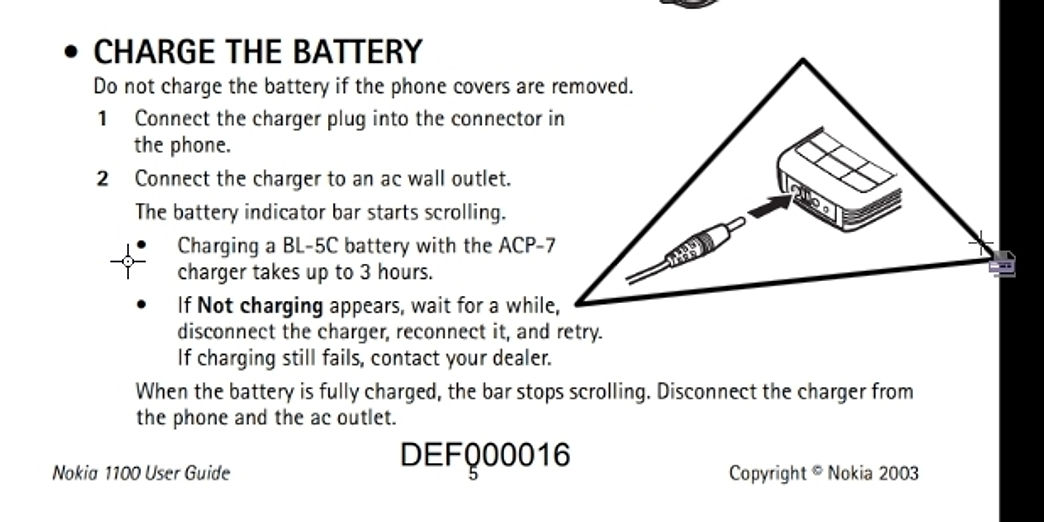 • CHARGE THE BATTERY
Do not charge the battery if the phone covers are removed.
1 Connect the charger plug into the connector in
the phone.
2 Connect the charger to an ac wall outlet.
The battery indicator bar starts scrolling.
• Charging a BL-5C battery with the ACP-7
charger takes up to 3 hours.
• If Not charging appears, wait for a while,
disconnect the charger, reconnect it, and retry.
If charging still fails, contact your dealer.
When the battery is fully charged, the bar stops scrolling. Disconnect the charger from
the phone and the ac outlet.
DEF000016
Nokia 1100 User Guide 5 Copyright © Nokia 2003